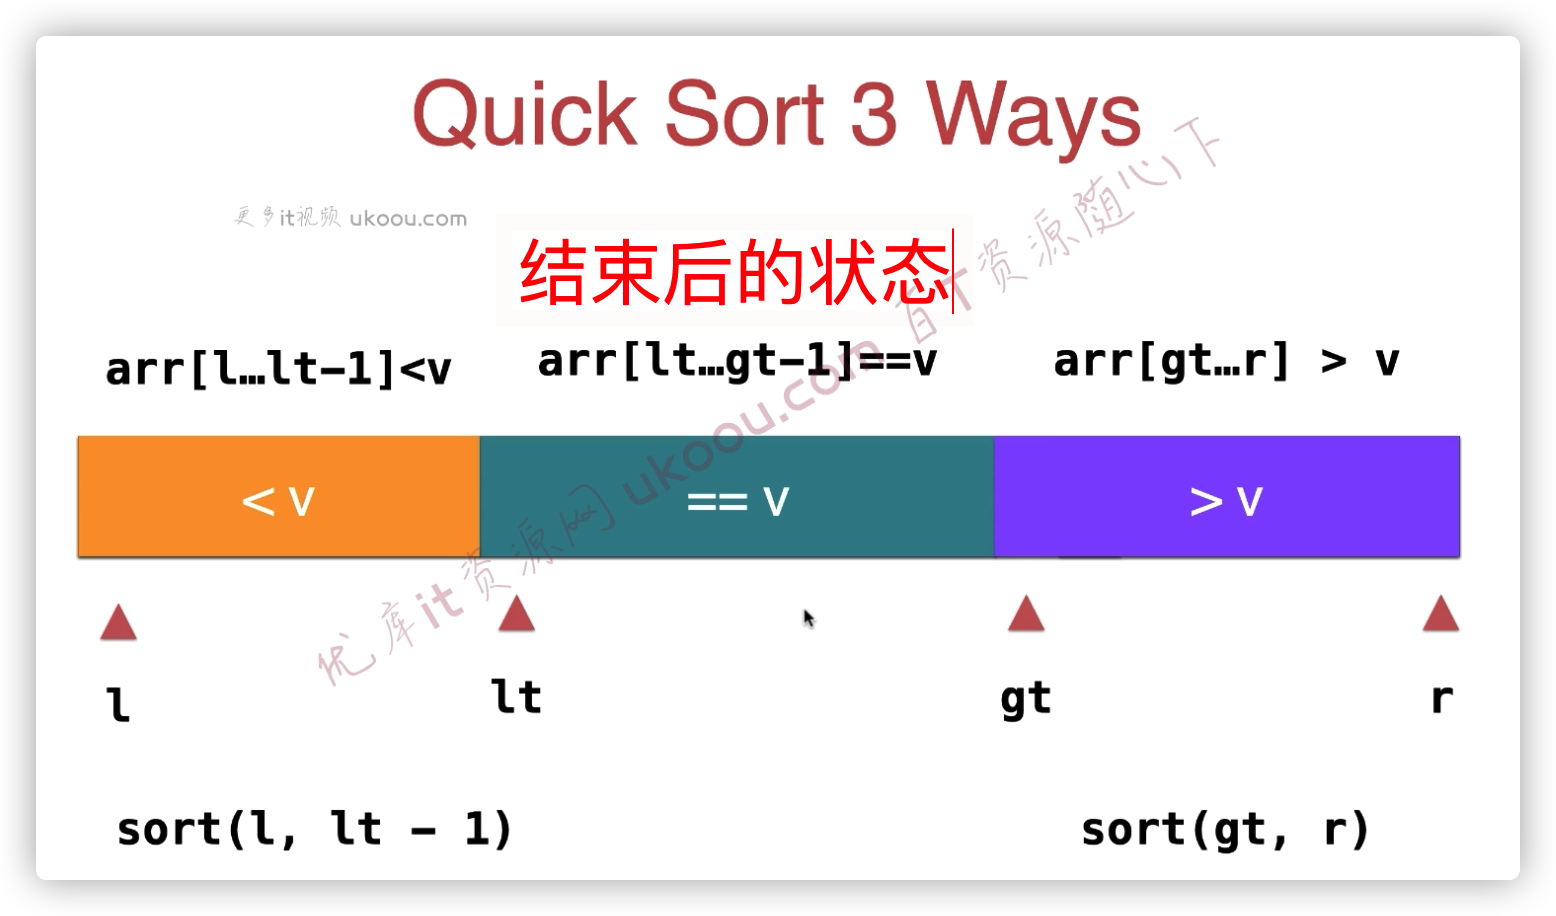 Quick Sort 3 Ways
更多it视频 ukoou.com
结束后的状态
arr[l…lt-1]<v
arr[lt…gt-1]==v
arr[gt…r] > v
< v
== v
> v
优库it资源网 ukoou.com 百T资源随心下
l
lt
gt
r
sort(l, lt - 1)
sort(gt, r)